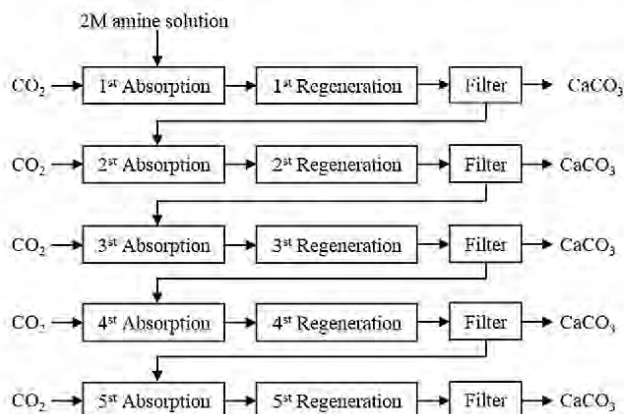 2M amine solution
CO₂ 1ˢᵗ Absorption 1ˢᵗ Regeneration Filter CaCO₃
CO₂ 2ˢᵗ Absorption 2ˢᵗ Regeneration Filter CaCO₃
CO₂ 3ˢᵗ Absorption 3ˢᵗ Regeneration Filter CaCO₃
CO₂ 4ˢᵗ Absorption 4ˢᵗ Regeneration Filter CaCO₃
CO₂ 5ˢᵗ Absorption 5ˢᵗ Regeneration Filter CaCO₃